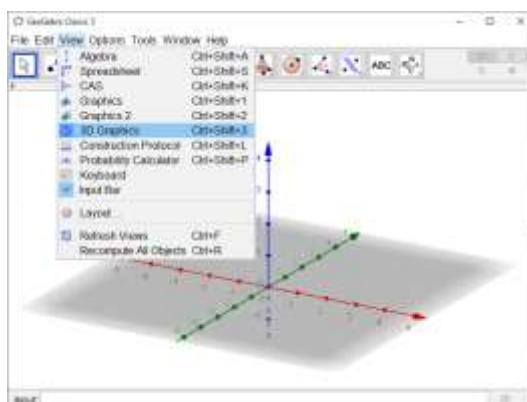 GeoGebra Classic 5
File Edit View Options Tools Window Help
Algebra Ctrl+Shift+A
Spreadsheet Ctrl+Shift+S
CAS Ctrl+Shift+K
Graphics Ctrl+Shift+1
Graphics 2 Ctrl+Shift+2
3D Graphics Ctrl+Shift+3
Construction Protocol Ctrl+Shift+L
Probability Calculator Ctrl+Shift+P
Keyboard
Input Bar
Layout...
Refresh Views Ctrl+F
Recompute All Objects Ctrl+R
ABC
Input: